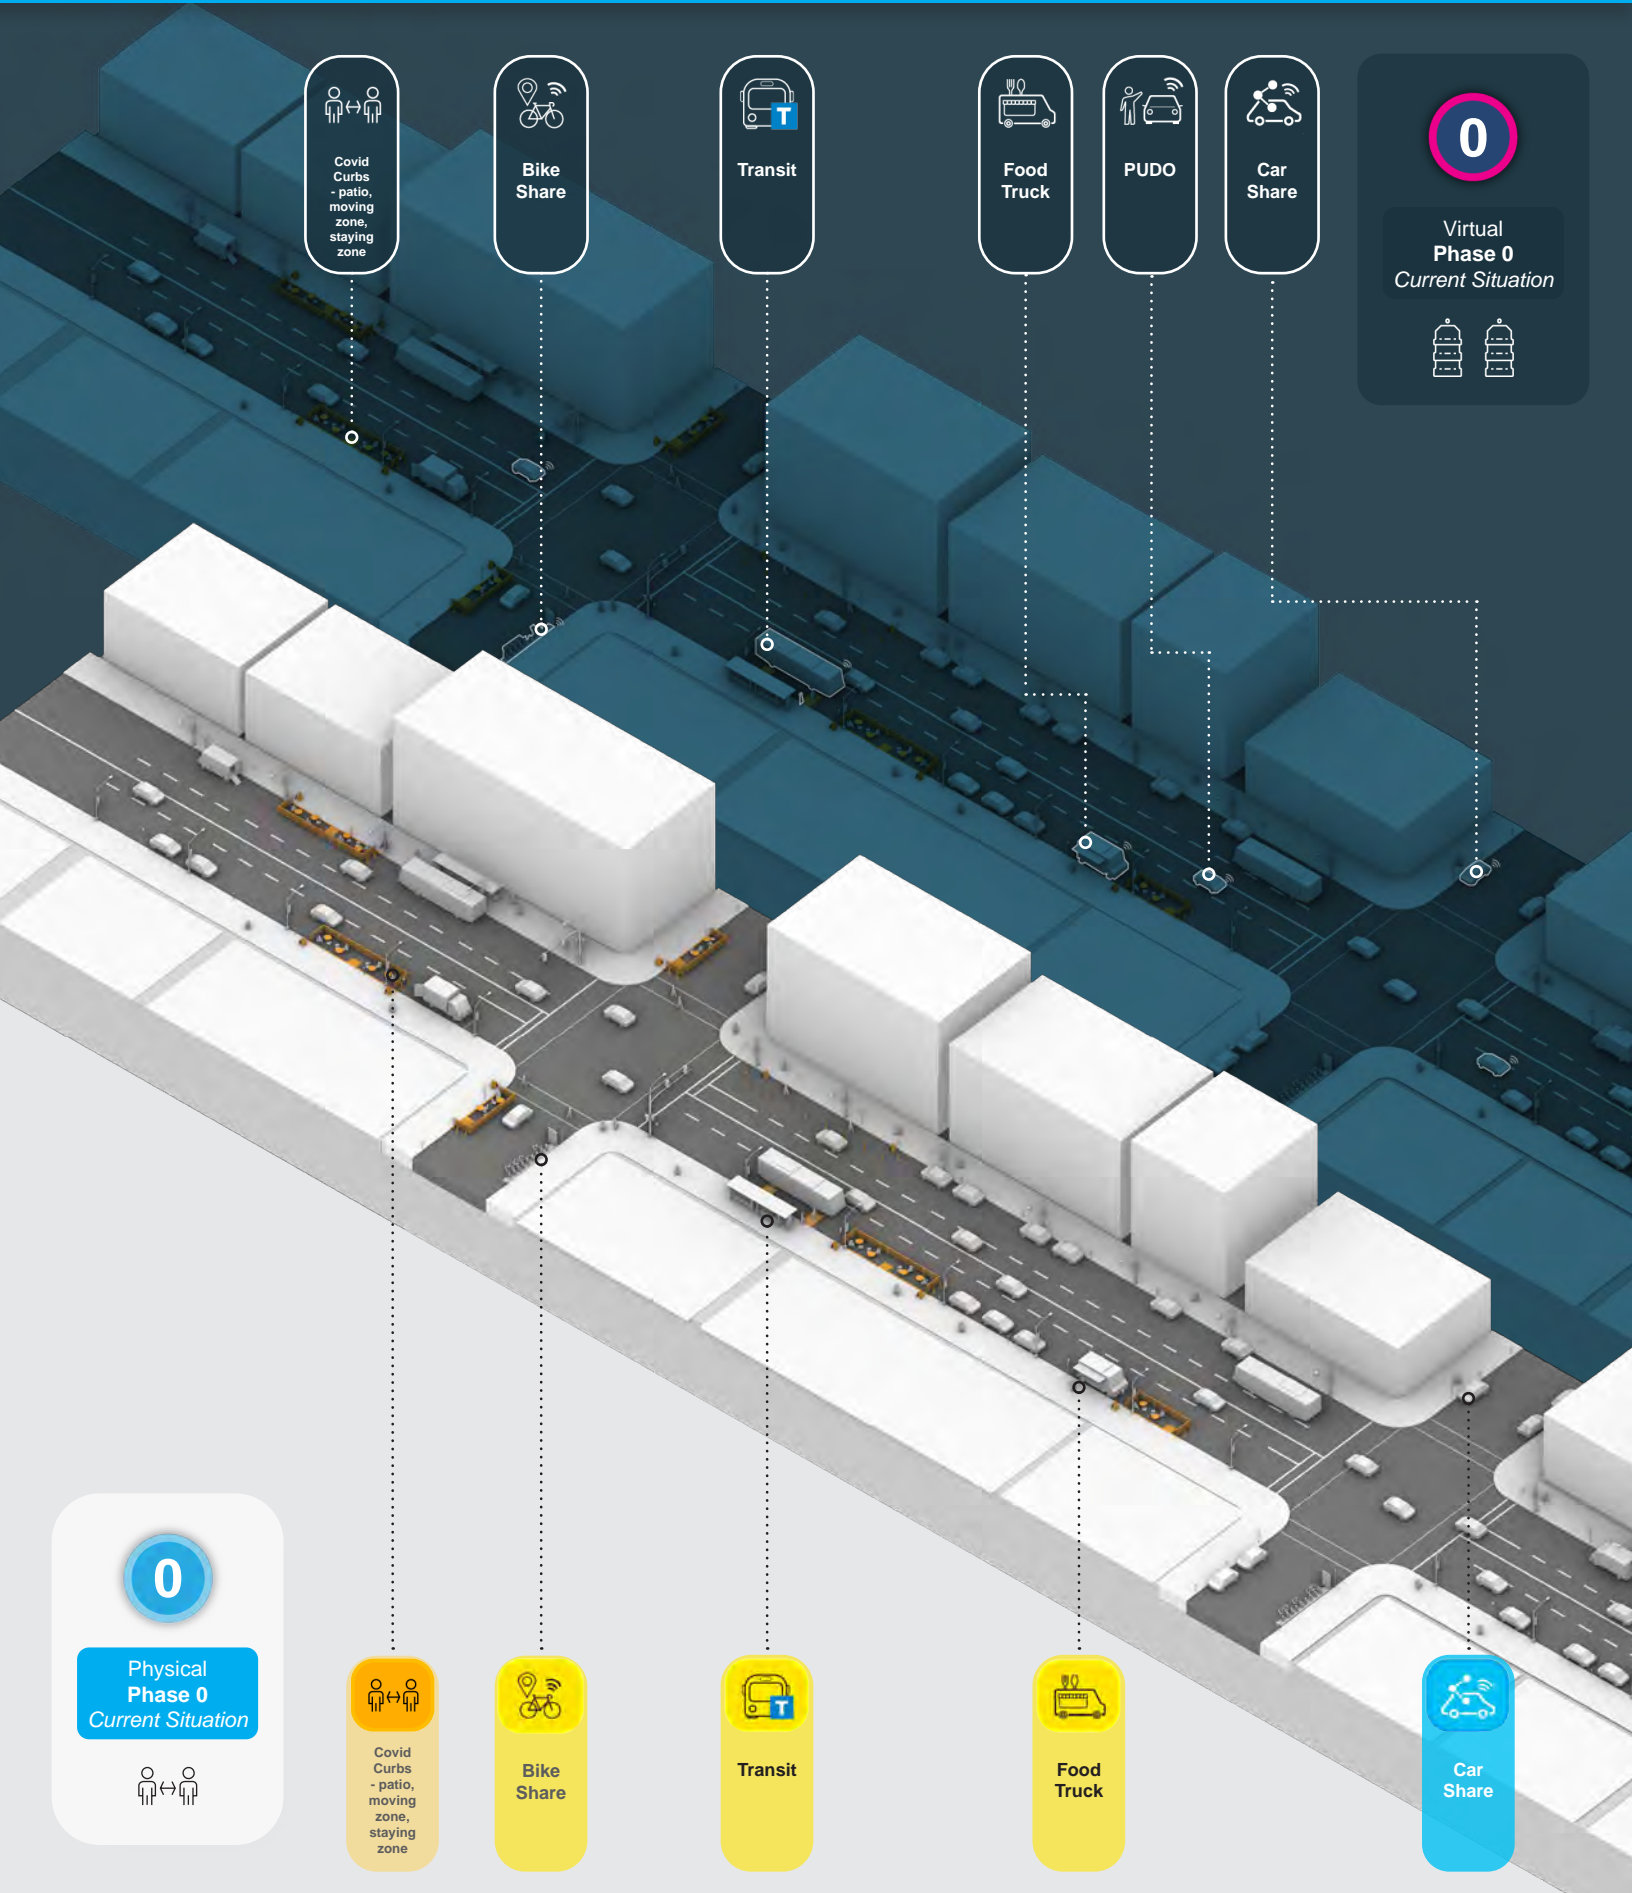 Covid
Curbs
- patio,
moving
zone,
staying
zone
Bike
Share
T
Transit
Food
Truck
PUDO
Car
Share
0
Virtual
Phase 0
Current Situation
0
Physical
Phase 0
Current Situation
Covid
Curbs
- patio,
moving
zone,
staying
zone
Bike
Share
T
Transit
Food
Truck
Car
Share